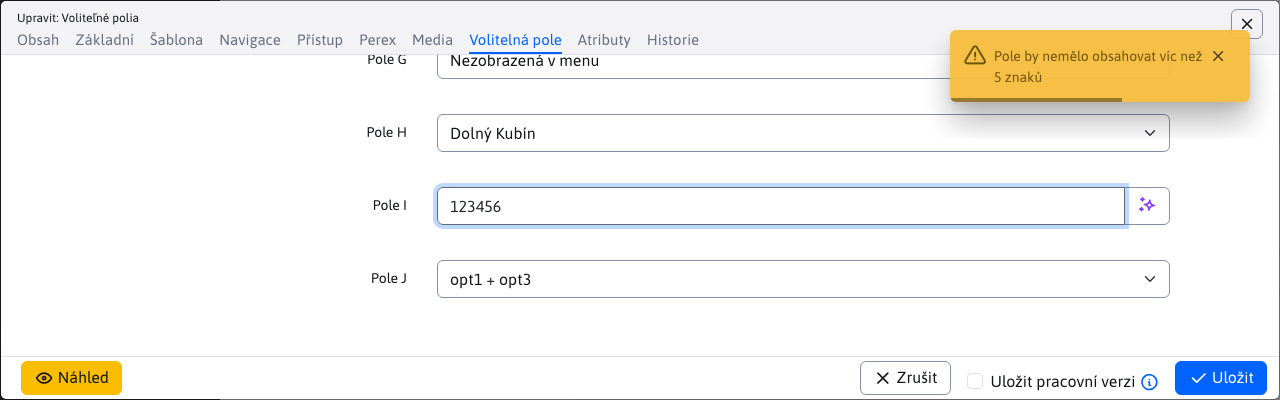 Upravit: Voliteľné polia
Obsah Základní Šablona Navigace Přístup Perex Media Volitelná pole Atributy Historie
Pole by nemělo obsahovat víc než
5 znaků
Pole G Nezobrazená v menu
Pole H Dolný Kubín
Pole I 123456
Pole J opt1 + opt3
Náhled Zrušit Uložit pracovní verzi Uložit